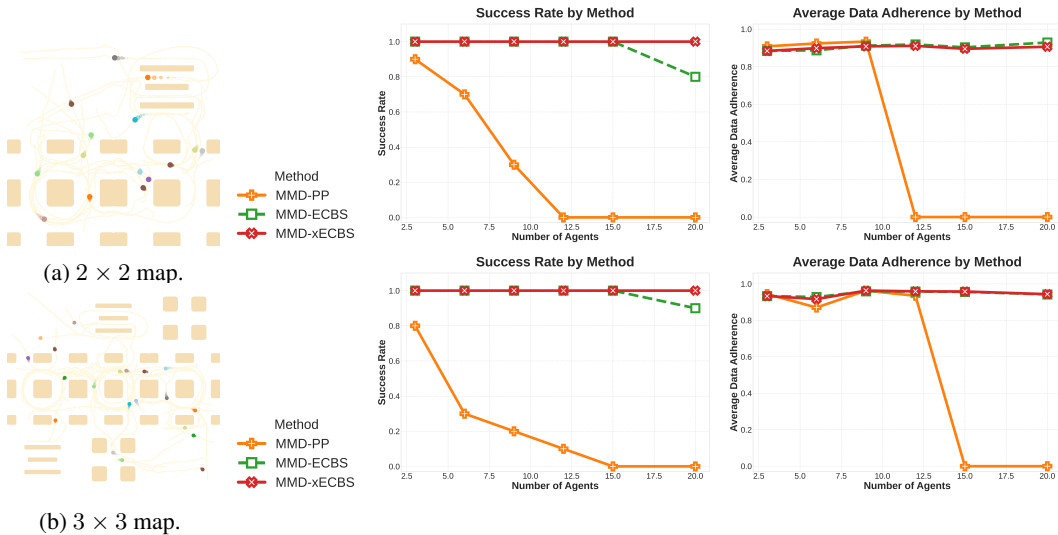 Success Rate by Method
1.0
0.8
0.6
0.4
0.2
0.0
Success Rate
2.5 5.0 7.5 10.0 12.5 15.0 17.5 20.0
Number of Agents
Average Data Adherence by Method
1.0
0.8
0.6
0.4
0.2
0.0
Average Data Adherence
2.5 5.0 7.5 10.0 12.5 15.0 17.5 20.0
Number of Agents
Method
MMD-PP
MMD-ECBS
MMD-xECBS
(a) 2 × 2 map.
Success Rate by Method
1.0
0.8
0.6
0.4
0.2
0.0
Success Rate
2.5 5.0 7.5 10.0 12.5 15.0 17.5 20.0
Number of Agents
Average Data Adherence by Method
1.0
0.8
0.6
0.4
0.2
0.0
Average Data Adherence
2.5 5.0 7.5 10.0 12.5 15.0 17.5 20.0
Number of Agents
Method
MMD-PP
MMD-ECBS
MMD-xECBS
(b) 3 × 3 map.